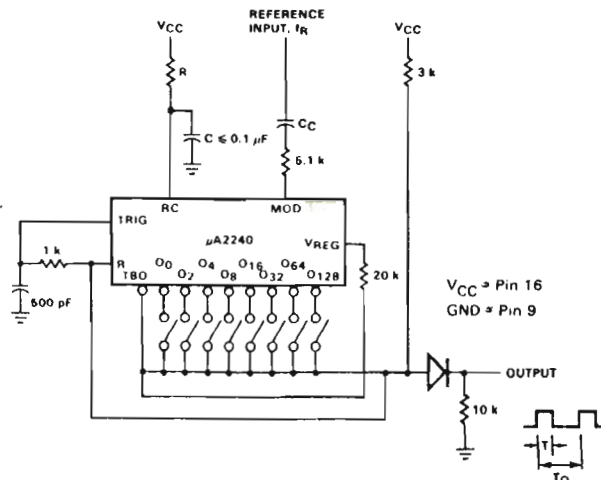 REFERENCE
INPUT, fR
VCC
VCC
R
3 k
CC
C ≤ 0.1 μF
5.1 k
RC
MOD
TRIG
μA2240
VREG
1 k
R
O0
O4
O16
O64
TBO
O2
O8
O32
O128
20 k
500 pF
VCC = Pin 16
GND = Pin 9
OUTPUT
10 k
T
TO